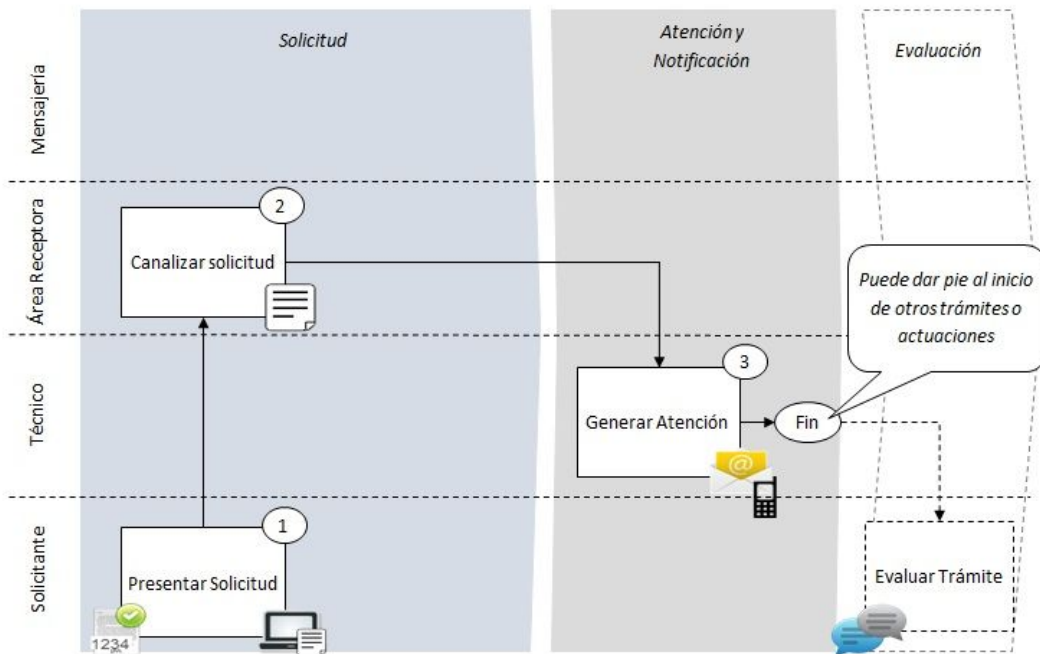 Solicitud
Atención y
Notificación
Evaluación
Mensajería
Área Receptora
2
Canalizar solicitud
Puede dar pie al inicio
de otros trámites o
actuaciones
Técnico
3
Generar Atención
Fin
@
Solicitante
1
Presentar Solicitud
1234
Evaluar Trámite